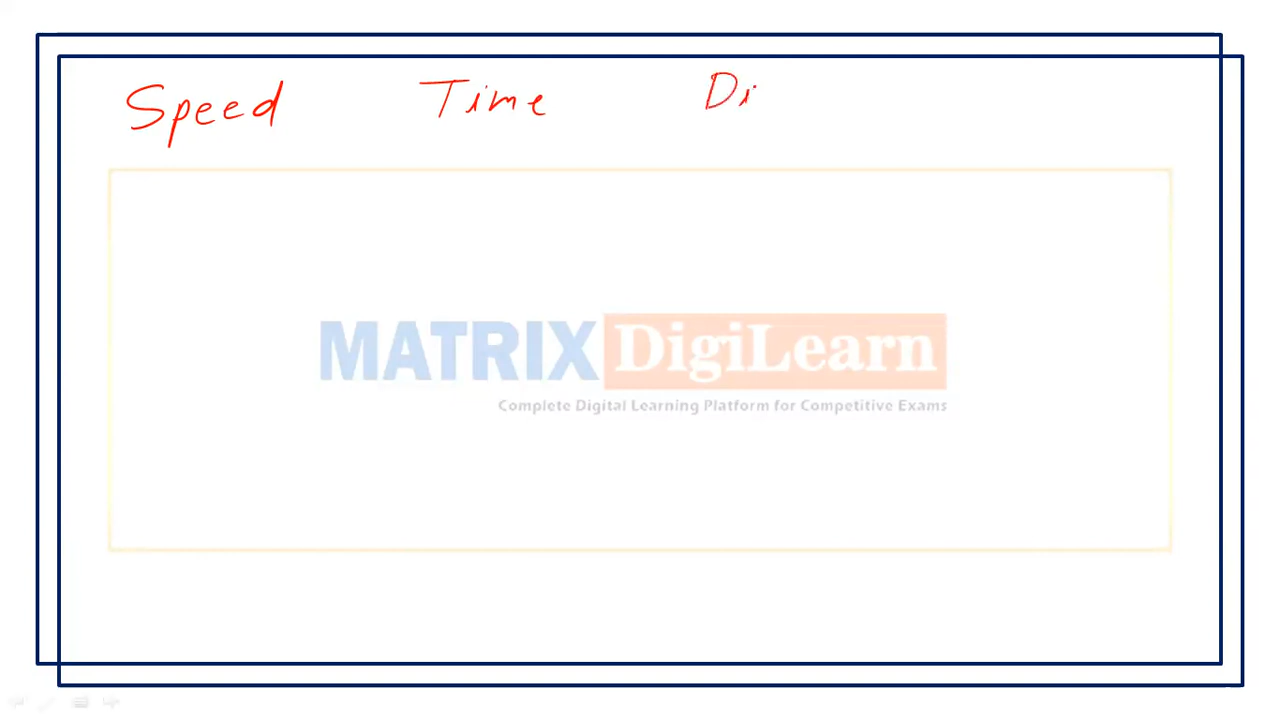 Speed Time Di
MATRIX DigiLearn
Complete Digital Learning Platform for Competitive Exams